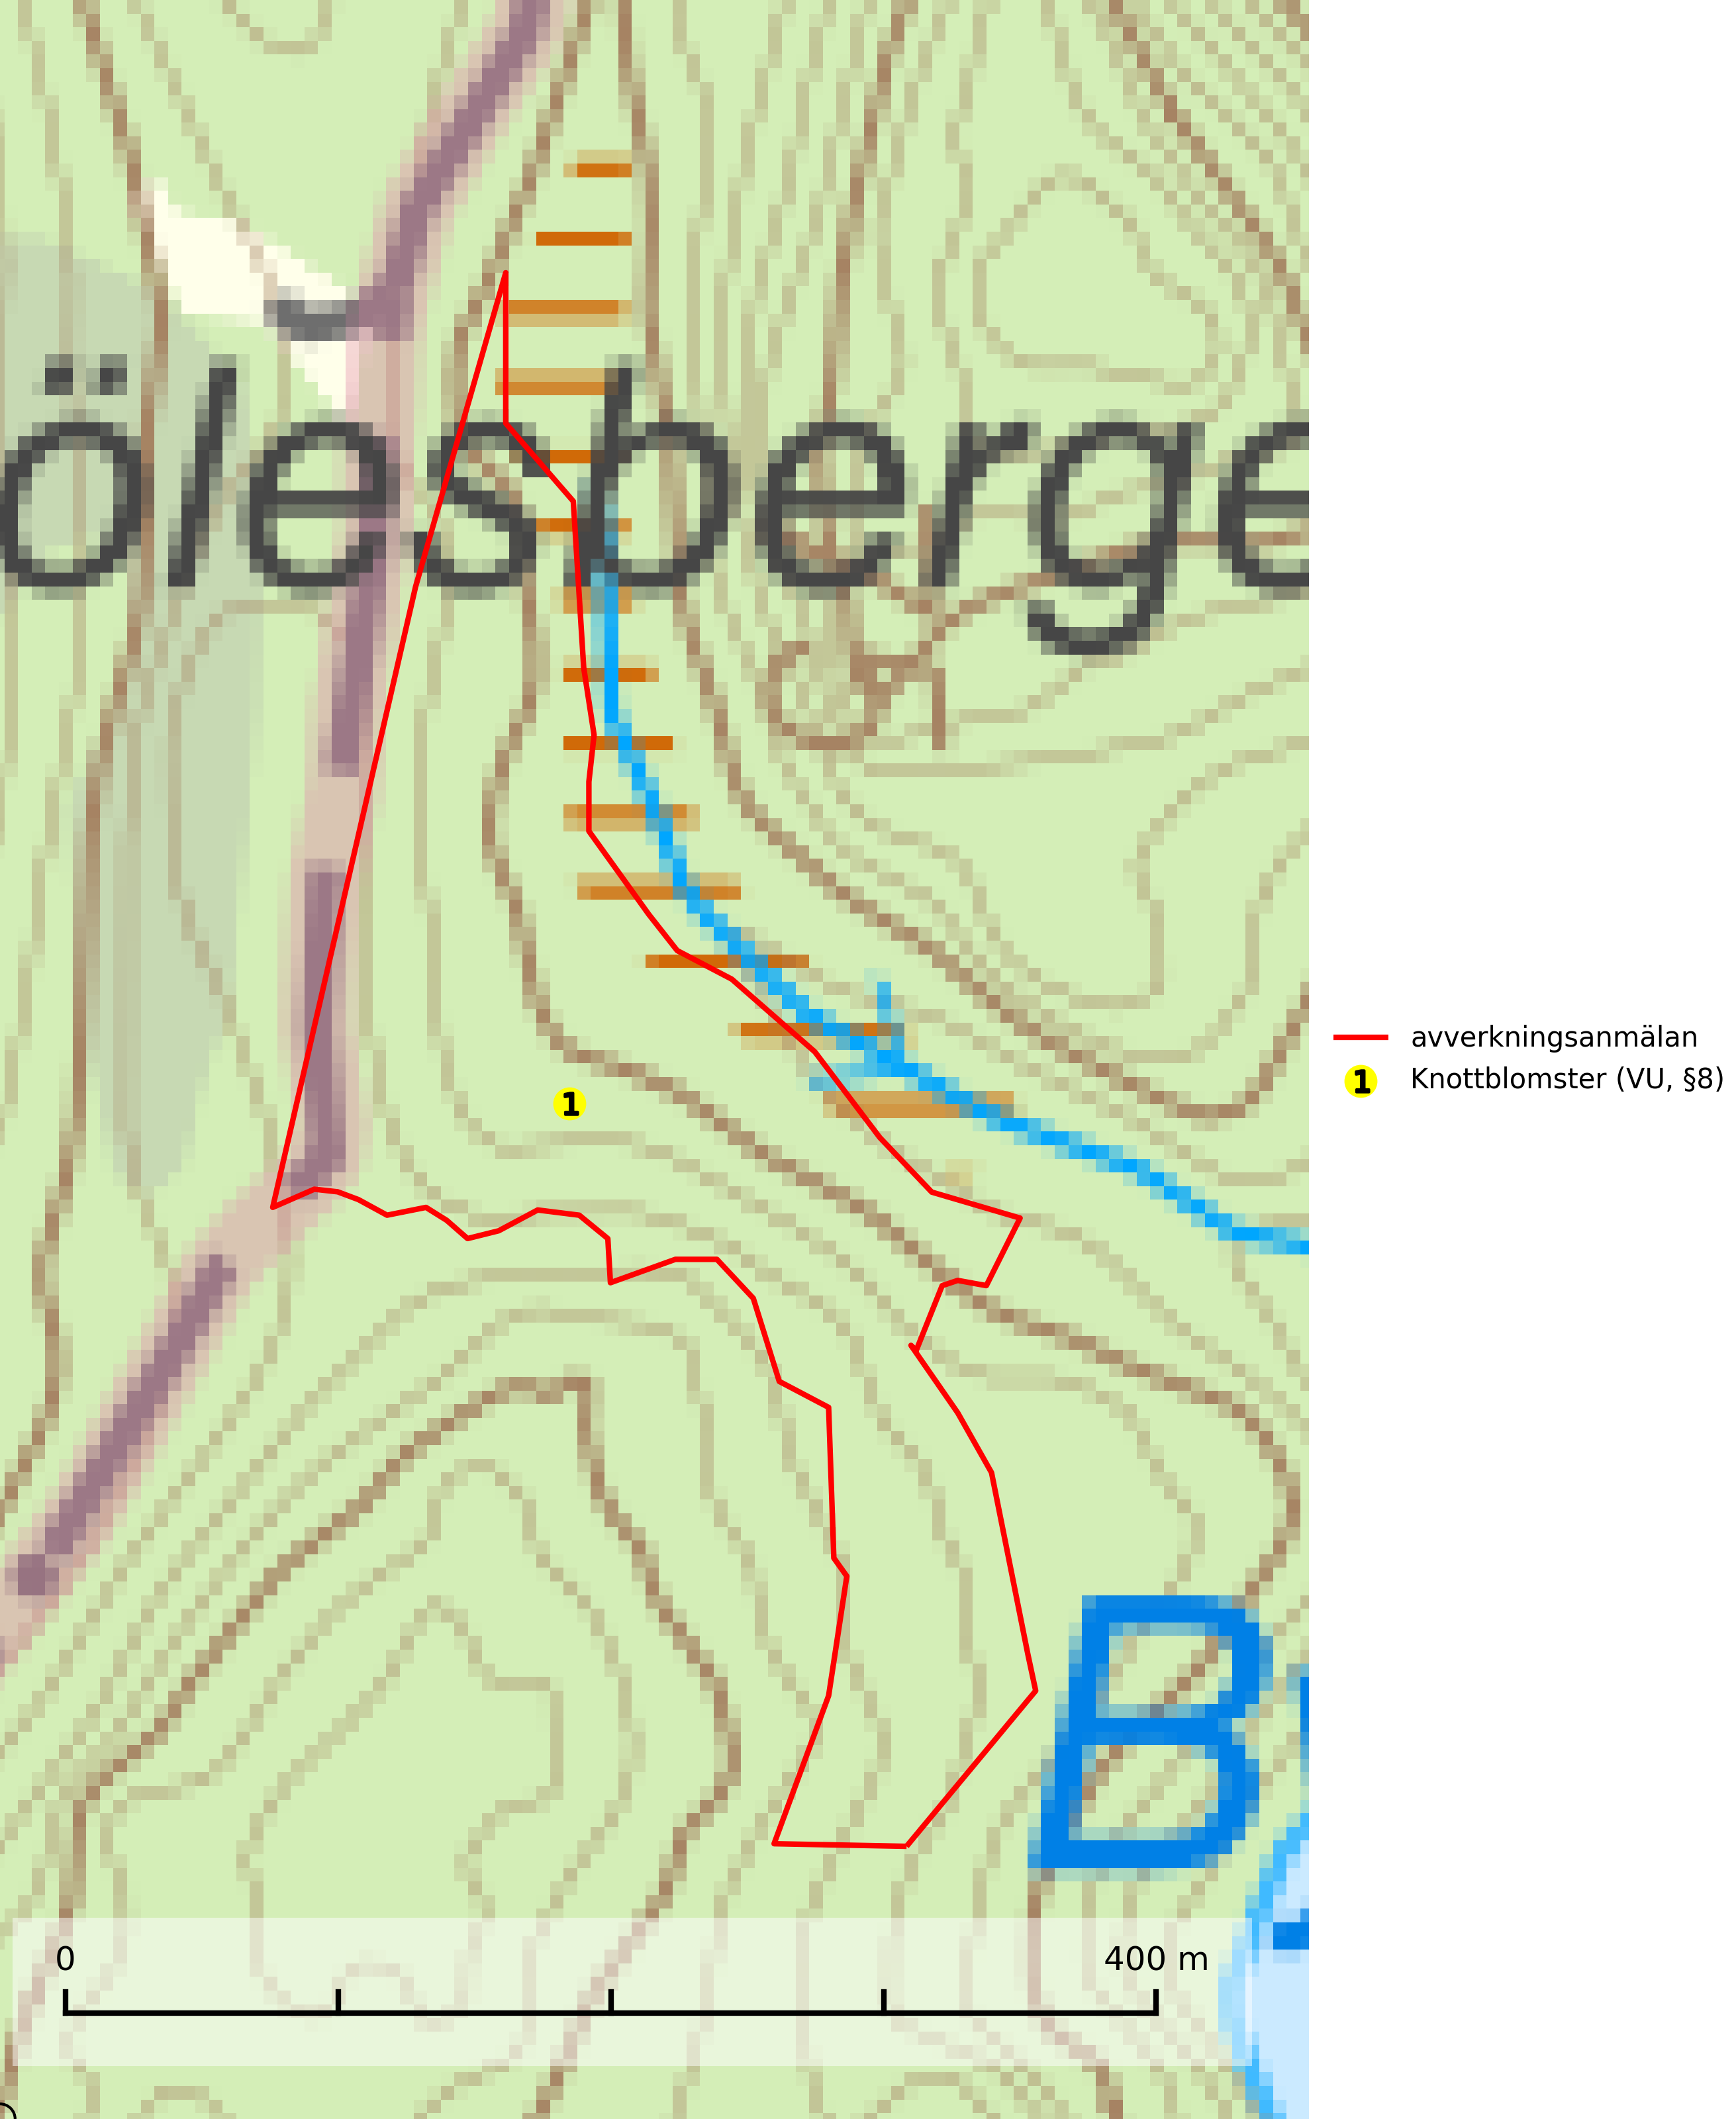 ölesberge
avverkningsanmälan
1 Knottblomster (VU, §8)
1
B
0 400 m